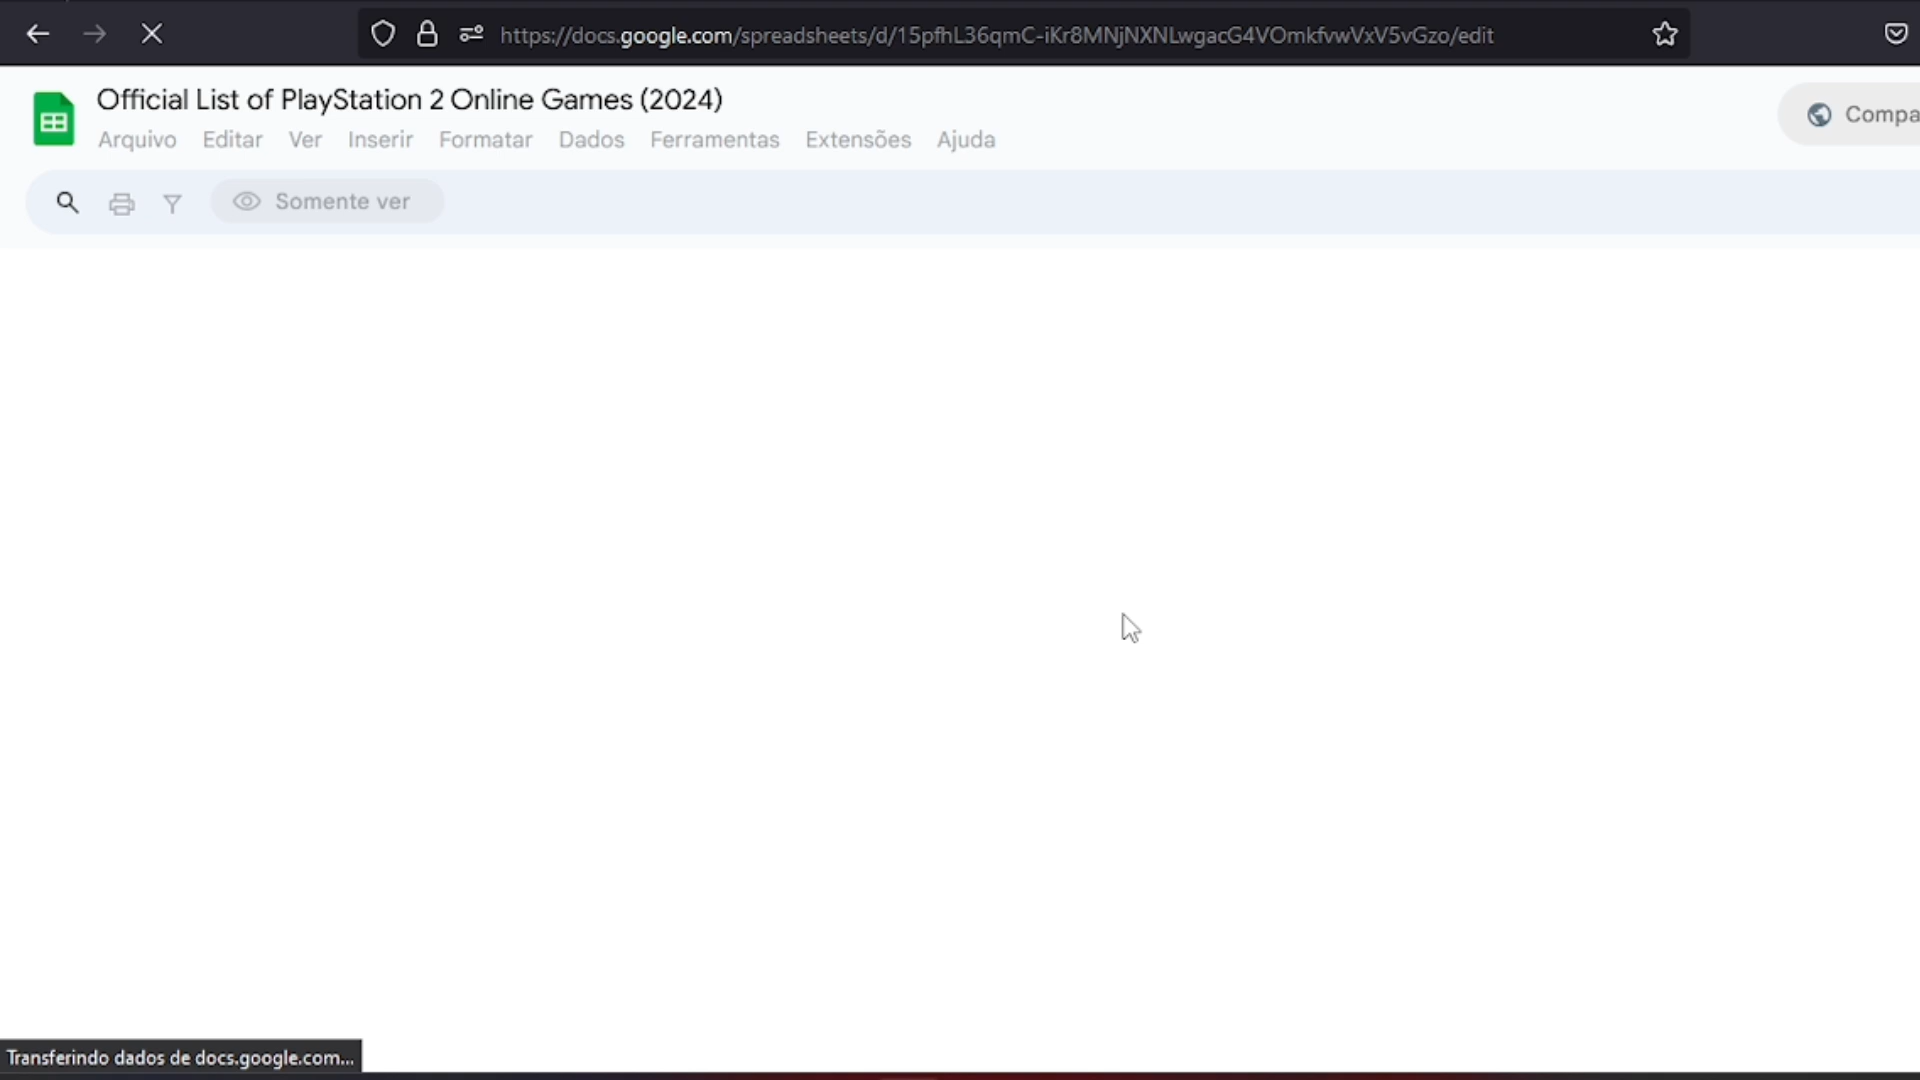 https://docs.google.com/spreadsheets/d/15pfhL36qmC-iKr8MNjNXNLwgacG4VOmkfvwVxV5vGzo/edit
Official List of PlayStation 2 Online Games (2024)
Arquivo Editar Ver Inserir Formatar Dados Ferramentas Extensões Ajuda
Compa
Somente ver
Transferindo dados de docs.google.com...